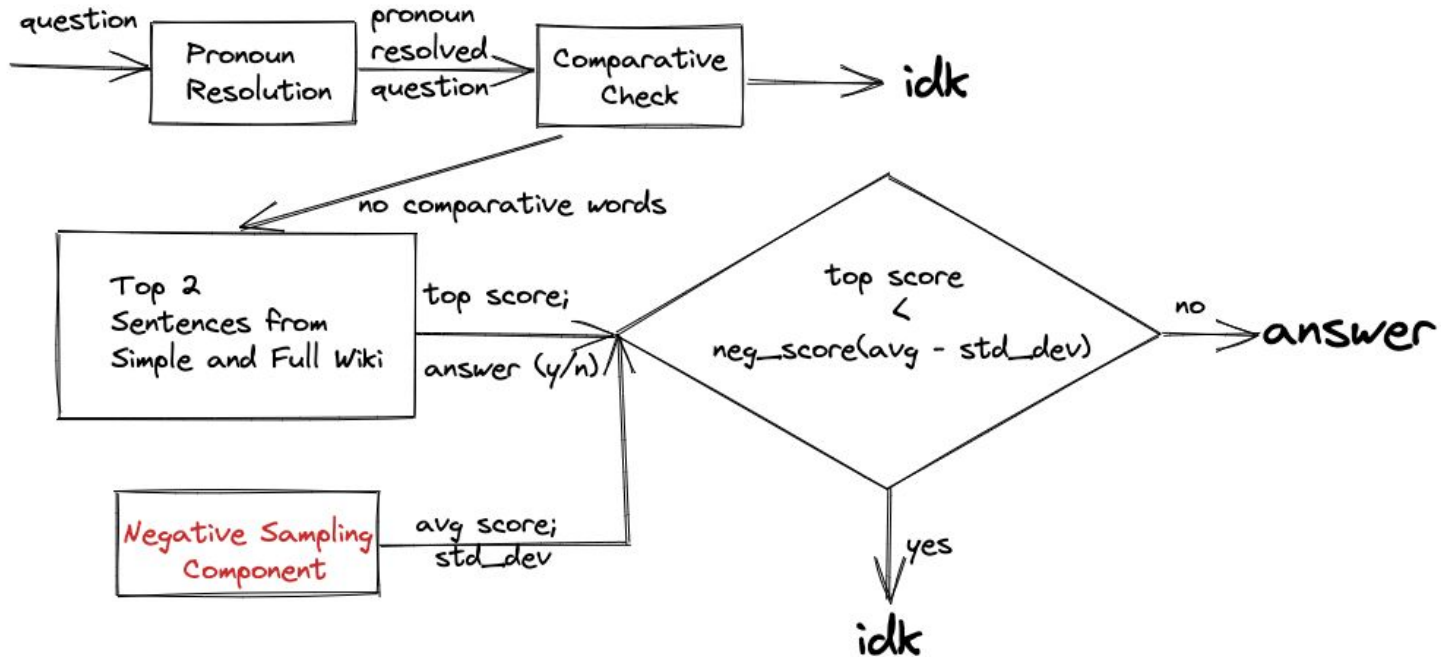 question
Pronoun
Resolution
pronoun
resolved
question
Comparative
Check
idk
no comparative words
Top 2
Sentences from
Simple and Full Wiki
top score;
answer (y/n)
top score
<
neg_score(avg - std_dev)
no
answer
Negative Sampling
Component
avg score;
std_dev
yes
idk